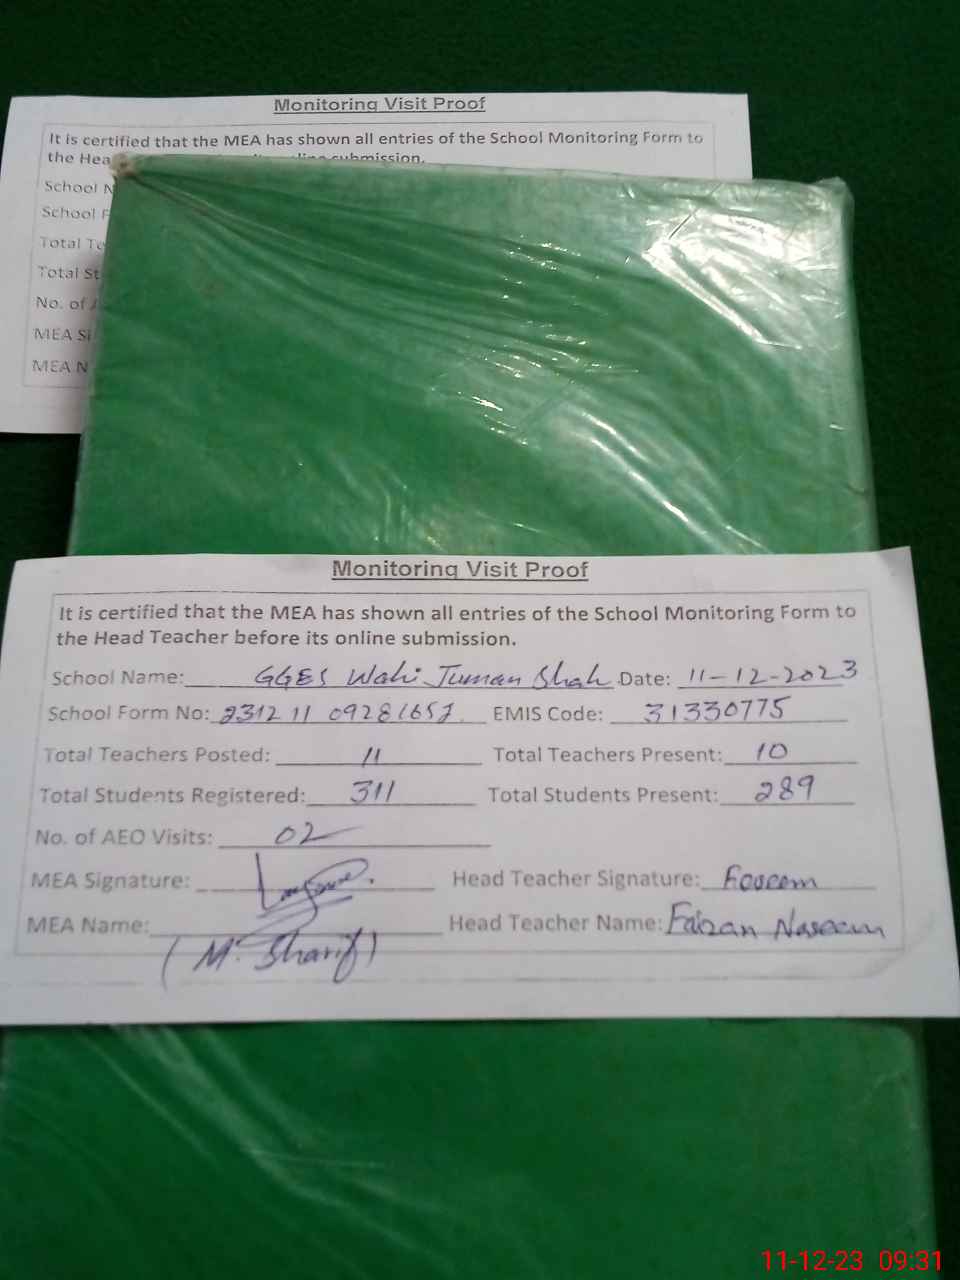 Monitoring Visit Proof
It is certified that the MEA has shown all entries of the School Monitoring Form to
the Hea online submission.
School N
School F
Total Te
Total St
No. of A
MEA Si
MEA N
Monitoring Visit Proof
It is certified that the MEA has shown all entries of the School Monitoring Form to
the Head Teacher before its online submission.
School Name: GGES Wahi Juman Shah Date: 11-12-2023
School Form No: EMIS Code: 31330775
Total Teachers Posted: 11 Total Teachers Present: 10
Total Students Registered: 311 Total Students Present: 289
No. of AEO Visits: 02
MEA Signature: Head Teacher Signature:
MEA Name: Head Teacher Name: Faizan Naseem
(M. Sharif)
11-12-23 09:31